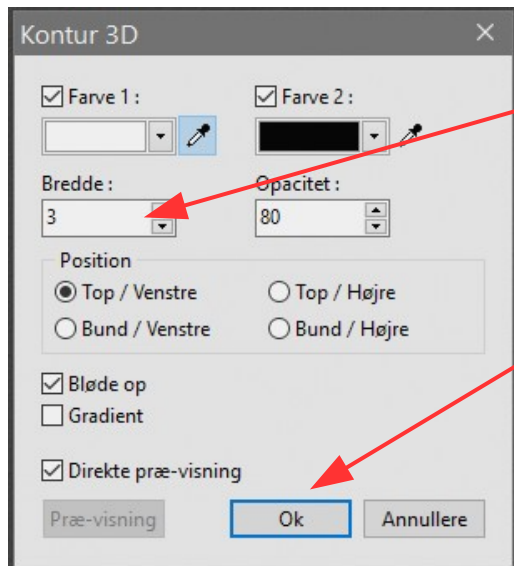 Kontur 3D
Farve 1 : Farve 2 :
Bredde : Opacitet :
3 80
Position
Top / Venstre Top / Højre
Bund / Venstre Bund / Højre
Bløde op
Gradient
Direkte præ-visning
Præ-visning Ok Annullere